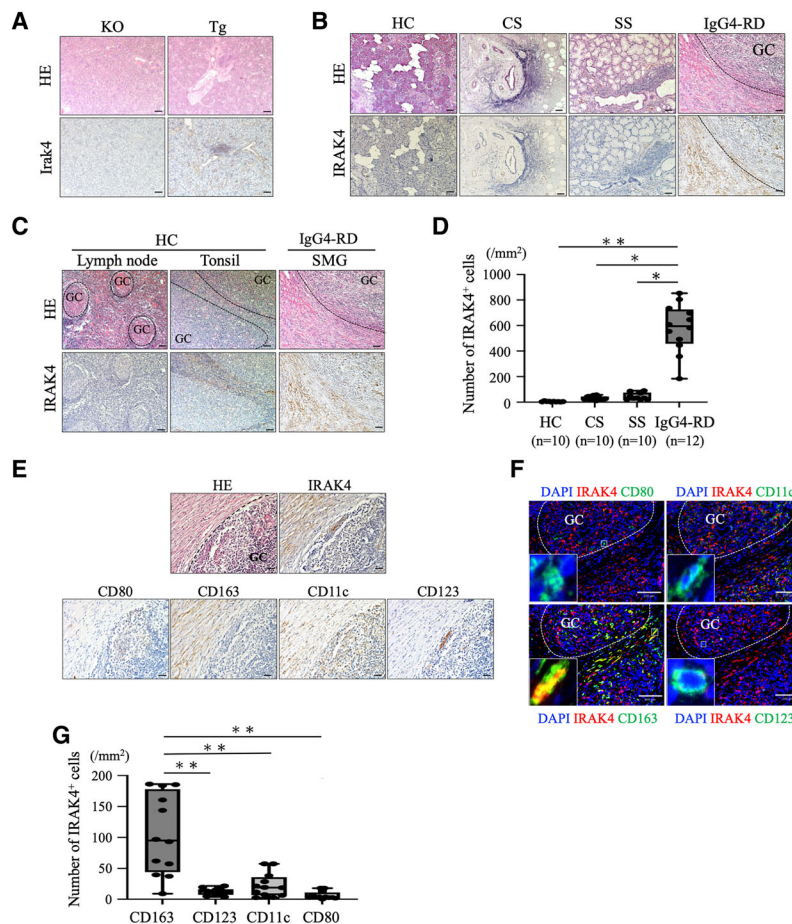 A
KO Tg
HE
Irak4
B
HC CS SS IgG4-RD
HE
GC
IRAK4
C
HC IgG4-RD
Lymph node Tonsil SMG
HE
GC GC GC GC GC GC
IRAK4
D
(/mm2)
Number of IRAK4+ cells
**
*
*
1000
800
600
400
200
0
HC CS SS IgG4-RD
(n=10) (n=10) (n=10) (n=12)
E
HE IRAK4
GC
CD80 CD163 CD11c CD123
F
DAPI IRAK4 CD80 DAPI IRAK4 CD11c
GC GC
GC GC
DAPI IRAK4 CD163 DAPI IRAK4 CD123
G
(/mm2)
Number of IRAK4+ cells
**
**
**
200
150
100
50
0
CD163 CD123 CD11c CD80